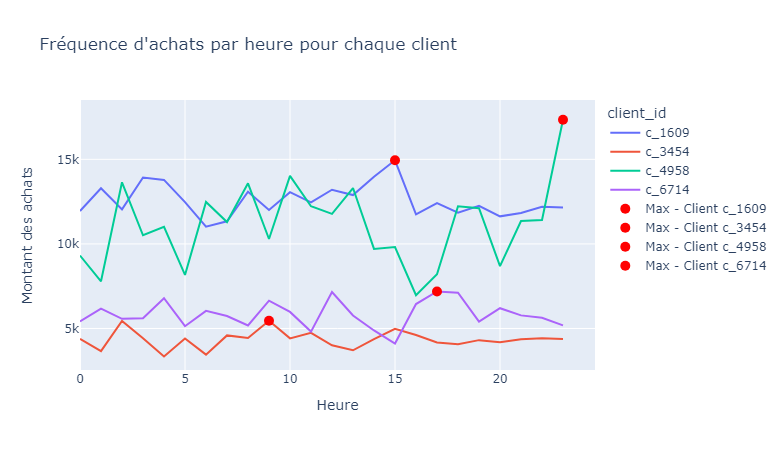 Fréquence d'achats par heure pour chaque client
Montant des achats
15k
10k
5k
0
5
10
15
20
Heure
client_id
c_1609
c_3454
c_4958
c_6714
Max - Client c_1609
Max - Client c_3454
Max - Client c_4958
Max - Client c_6714